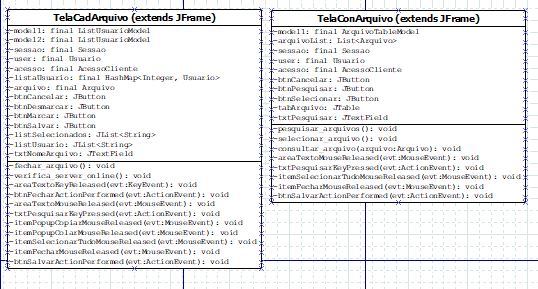 TelaCadArquivo (extends JFrame)
-model1: final ListUsuarioModel
-model2: final ListUsuarioModel
-sessao: final Sessao
-user: final Usuario
-acesso: final AcessoCliente
-listaUsuario: final HashMap<Integer, Usuario>
-arquivo: final Arquivo
-btnCancelar: JButton
-btnDesmarcar: JButton
-btnMarcar: JButton
-btnSalvar: JButton
-listSelecionados: JList<String>
-listUsuario: JList<String>
-txtNomeArquivo: JTextField
-fechar_arquivo(): void
-verifica_server_online(): void
-areaTextoKeyReleased(evt:KeyEvent): void
-btnFecharActionPerformed(evt:ActionEvent): void
-areaTextoMouseReleased(evt:MouseEvent): void
-txtPesquisarKeyPressed(evt:ActionEvent): void
-itemPopupCopiarMouseReleased(evt:MouseEvent): void
-itemPopupColarMouseReleased(evt:MouseEvent): void
-itemSelecionarTudoMouseReleased(evt:MouseEvent): void
-itemFecharMouseReleased(evt:MouseEvent): void
-btnSalvarActionPerformed(evt:ActionEvent): void
TelaConArquivo (extends JFrame)
-model1: final ArquivoTableModel
-arquivoList: List<Arquivo>
-sessao: final Sessao
-user: final Usuario
-acesso: final AcessoCliente
-btnCancelar: JButton
-btnPesquisar: JButton
-btnSelecionar: JButton
-tabArquivo: JTable
-txtPesquisar: JTextField
-pesquisar_arquivos(): void
-selecionar_arquivo(): void
-consultar_arquivo(arquivo:Arquivo): void
-areaTextoMouseReleased(evt:MouseEvent): void
-txtPesquisarKeyPressed(evt:ActionEvent): void
-itemSelecionarTudoMouseReleased(evt:MouseEvent): void
-itemFecharMouseReleased(evt:MouseEvent): void
-btnSalvarActionPerformed(evt:ActionEvent): void